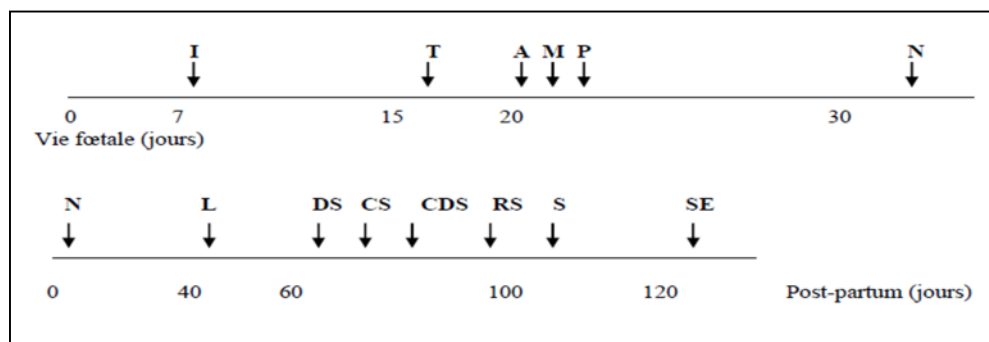 I T A M P N
0 7 15 20 30
Vie fœtale (jours)
N L DS CS CDS RS S SE
0 40 60 100 120 Post-partum (jours)